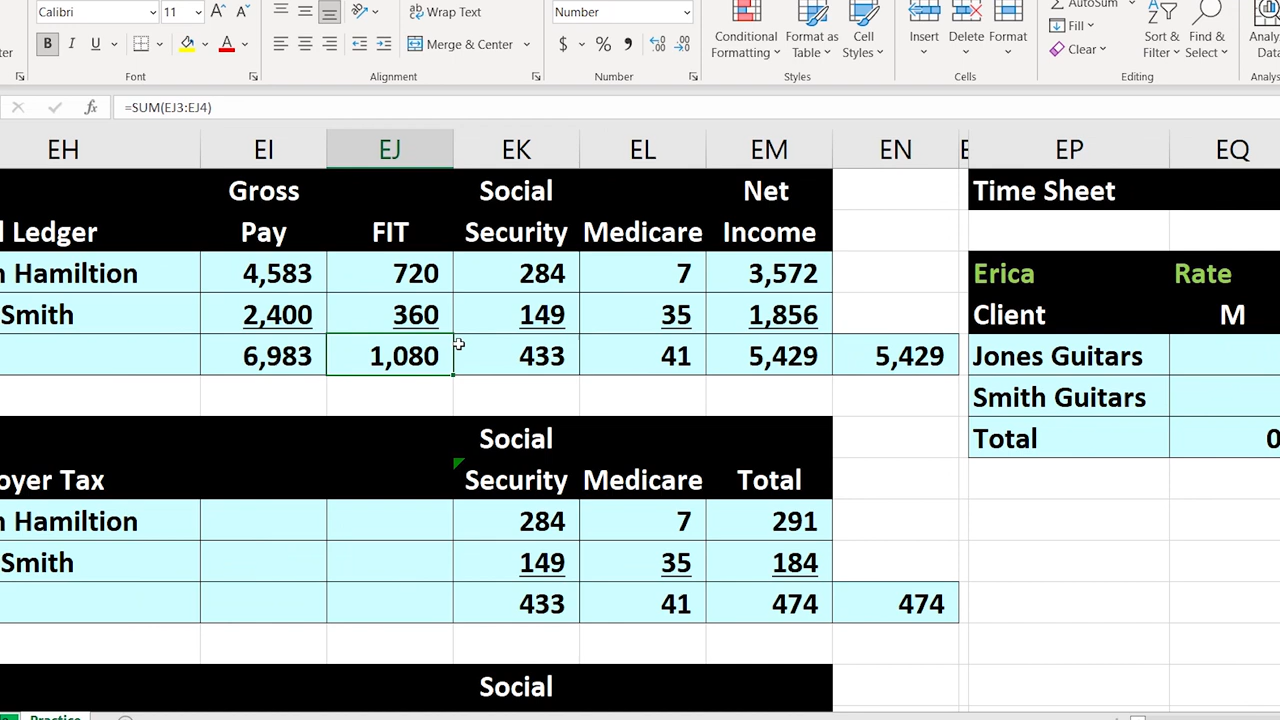 Calibri 11 A A Wrap Text Number AutoSum
B I U A Merge & Center $ % Conditional Formatting Format as Table Cell Styles Insert Delete Format Fill Clear Sort & Filter Find & Select Analy Data
Font Alignment Number Styles Cells Editing Analys
fx =SUM(EJ3:EJ4)
EH EI EJ EK EL EM EN E EP EQ
Gross Social Net Time Sheet
l Ledger Pay FIT Security Medicare Income
n Hamiltion 4,583 720 284 7 3,572 Erica Rate
Smith 2,400 360 149 35 1,856 Client M
6,983 1,080 433 41 5,429 5,429 Jones Guitars
Smith Guitars
Social Total 0
oyer Tax Security Medicare Total
n Hamiltion 284 7 291
Smith 149 35 184
433 41 474 474
Social
Practice